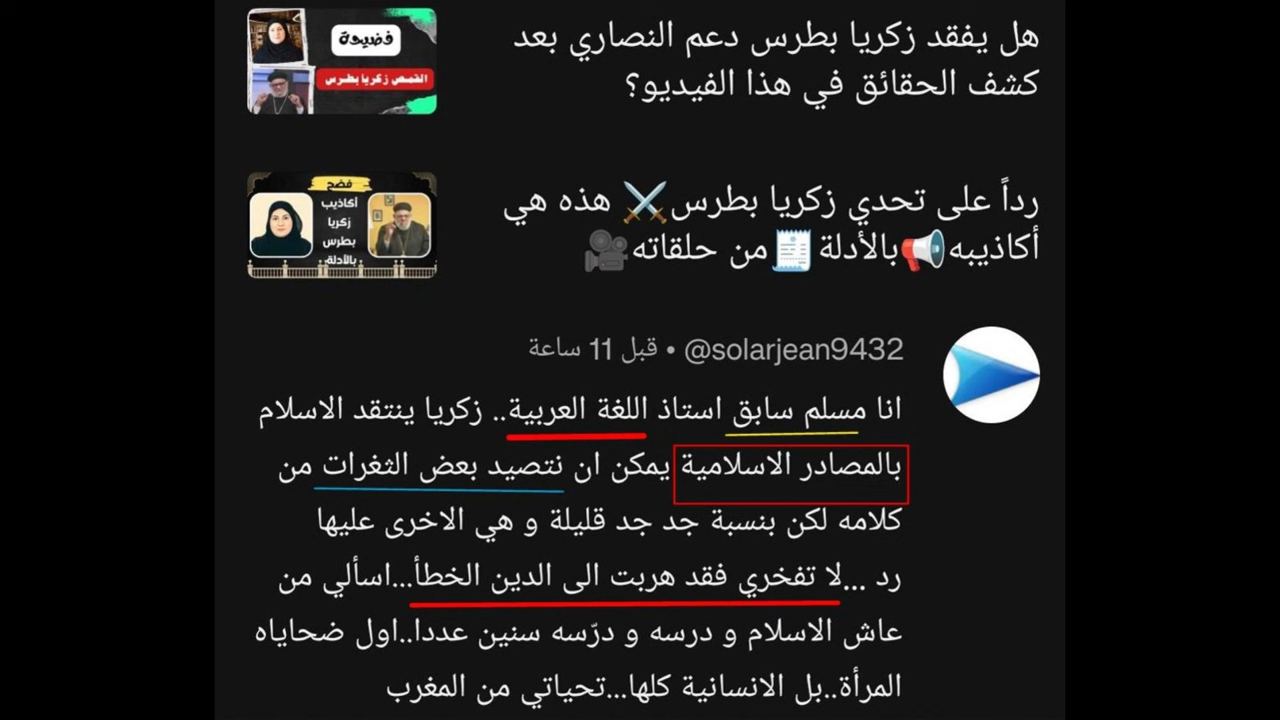 هل يفقد زكريا بطرس دعم النصاري بعد
كشف الحقائق في هذا الفيديو؟
فضيحة
القمص زكريا بطرس
رداً على تحدي زكريا بطرس⚔️ هذه هي
أكاذيبه📢بالأدلة🧾من حلقاته🎥
فضح
أكاذيب
زكريا
بطرس
بالأدلة
@solarjean9432 • قبل 11 ساعة
انا مسلم سابق استاذ اللغة العربية.. زكريا ينتقد الاسلام
بالمصادر الاسلامية يمكن ان نتصيد بعض الثغرات من
كلامه لكن بنسبة جد جد قليلة و هي الاخرى عليها
رد ...لا تفخري فقد هربت الى الدين الخطأ...اسألي من
عاش الاسلام و درسه و درّسه سنين عددا..اول ضحاياه
المرأة..بل الانسانية كلها...تحياتي من المغرب